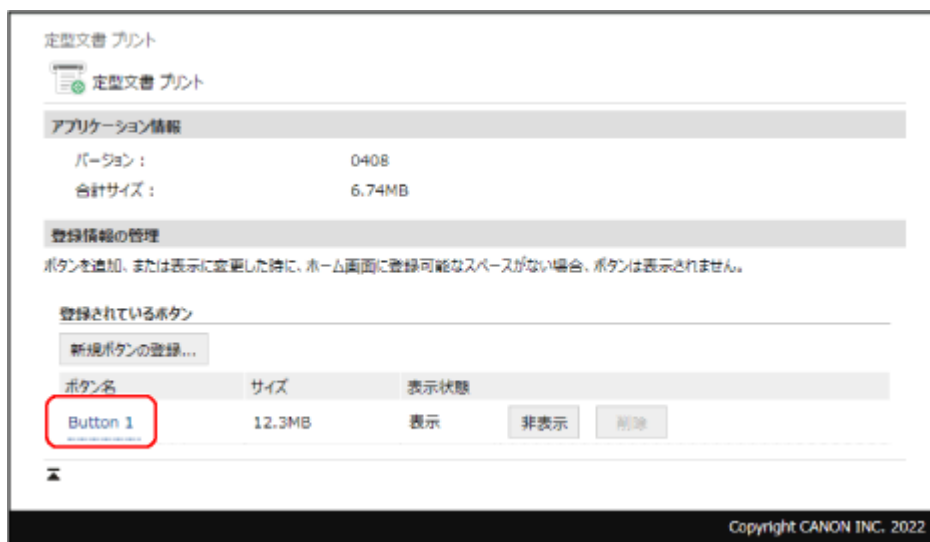 定型文書 プリント
定型文書 プリント
アプリケーション情報
バージョン : 0408
合計サイズ : 6.74MB
登録情報の管理
ボタンを追加、または表示に変更した時に、ホーム画面に登録可能なスペースがない場合、ボタンは表示されません。
登録されているボタン
新規ボタンの登録...
ボタン名 サイズ 表示状態
Button 1 12.3MB 表示 非表示 削除
Copyright CANON INC. 2022